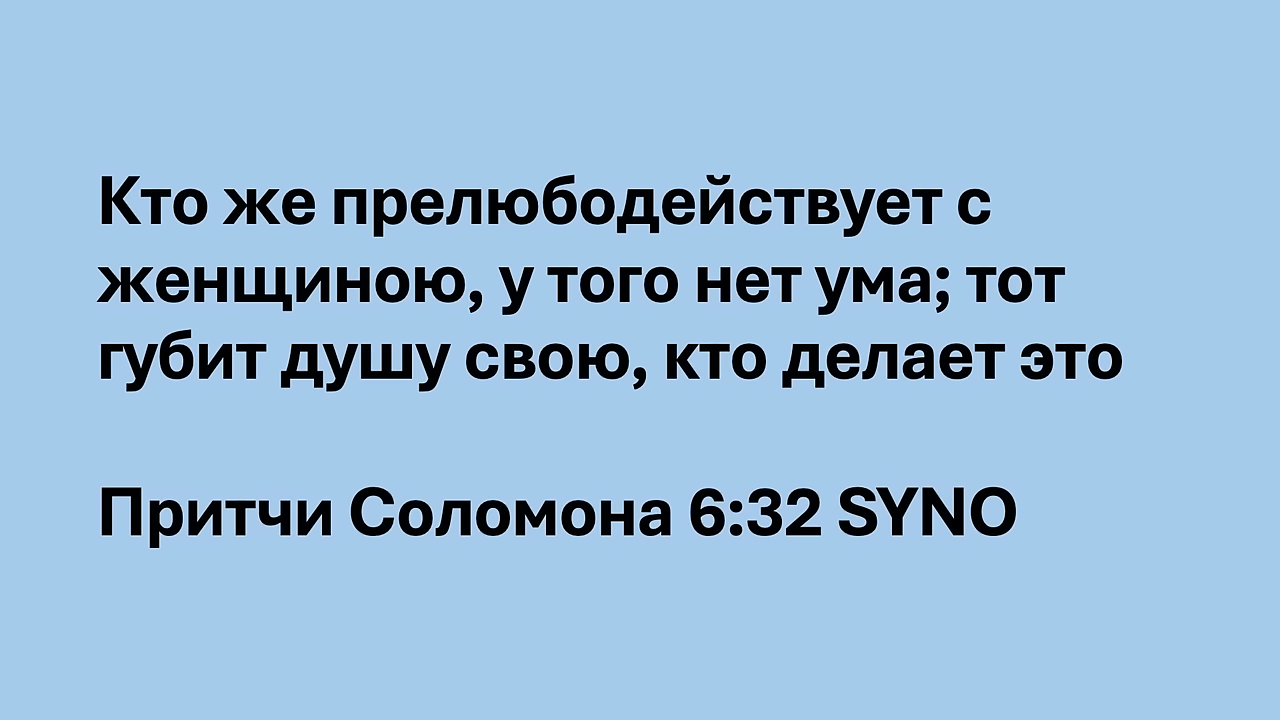 Кто же прелюбодействует с
женщиною, у того нет ума; тот
губит душу свою, кто делает это
Притчи Соломона 6:32 SYNO